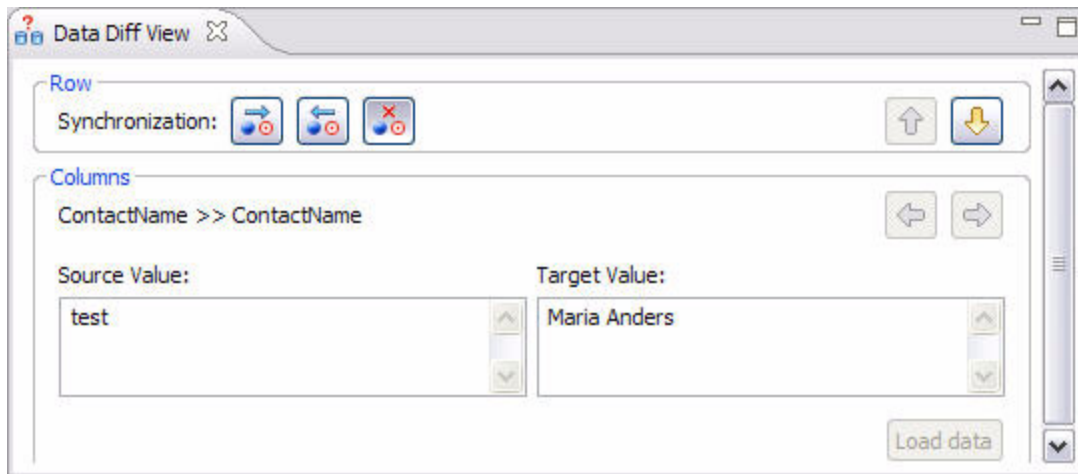 Data Diff View
Row
Synchronization:
Columns
ContactName >> ContactName
Source Value: Target Value:
test Maria Anders
Load data